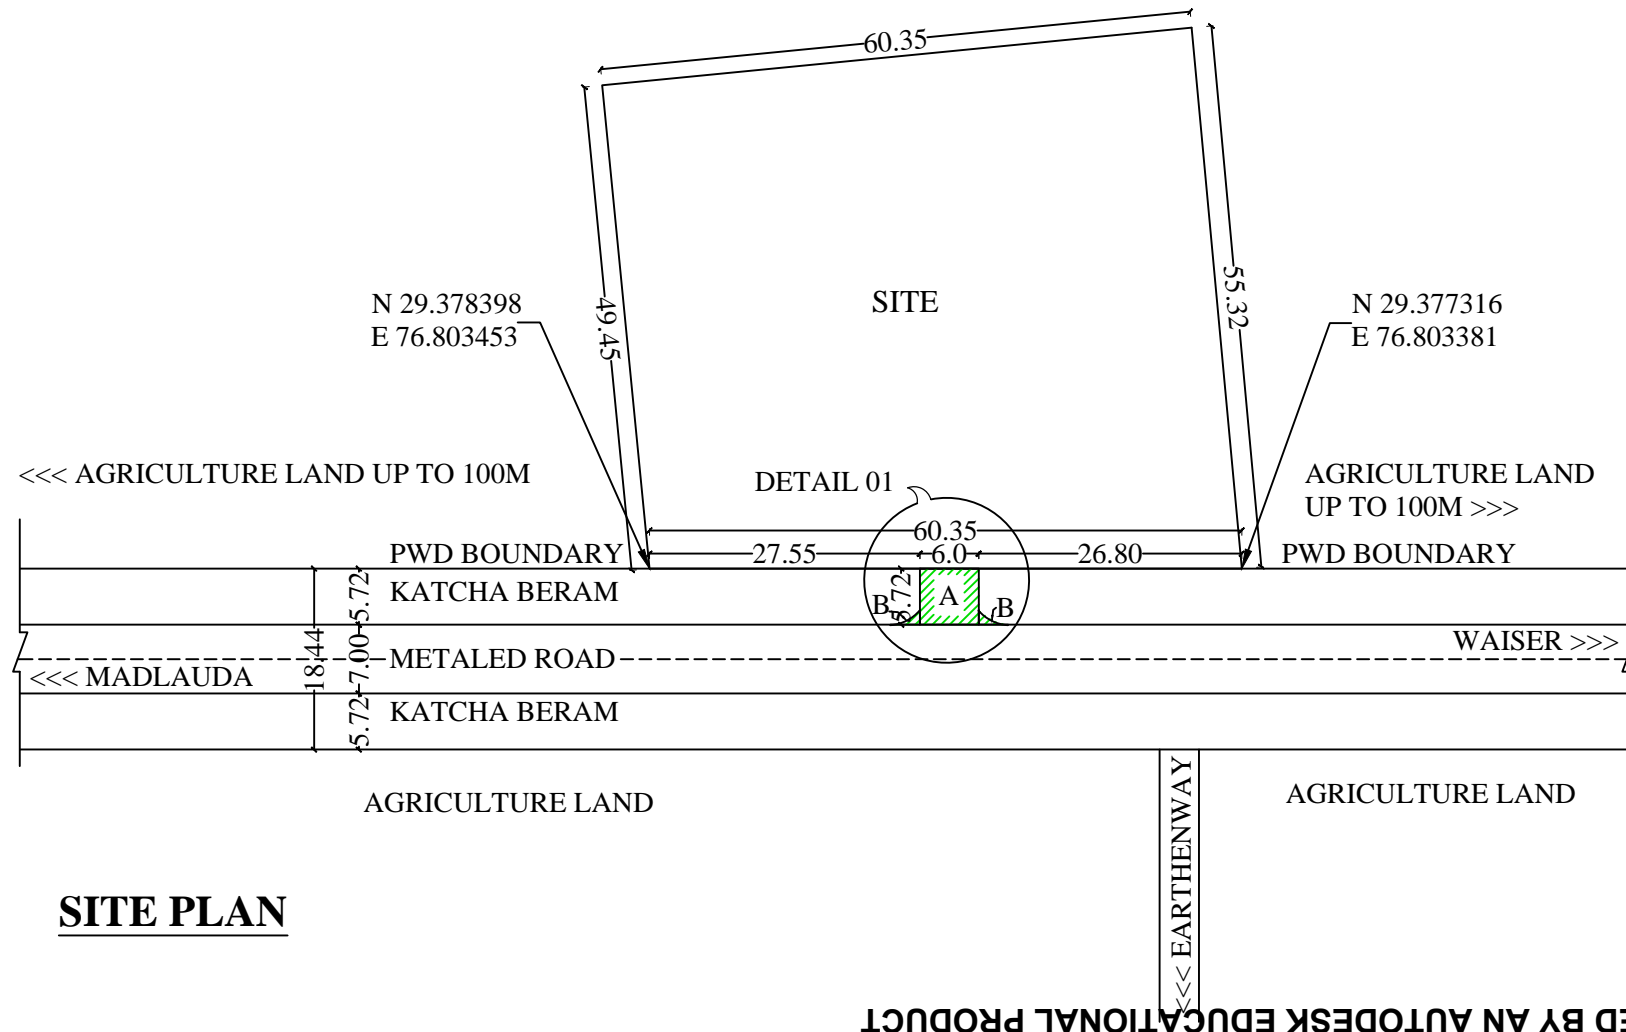 60.35
49.45
55.32
SITE
N 29.378398
E 76.803453
N 29.377316
E 76.803381
<<< AGRICULTURE LAND UP TO 100M
DETAIL 01
AGRICULTURE LAND
UP TO 100M >>>
60.35
PWD BOUNDARY
27.55
6.0
26.80
PWD BOUNDARY
5.72
KATCHA BERAM
5.72
A
B
B
18.44
7.00
METALED ROAD
WAISER >>>
<<< MADLAUDA
5.72
KATCHA BERAM
AGRICULTURE LAND
AGRICULTURE LAND
<<< EARTHENWAY
SITE PLAN
ED BY AN AUTODESK EDUCATIONAL PRODUCT